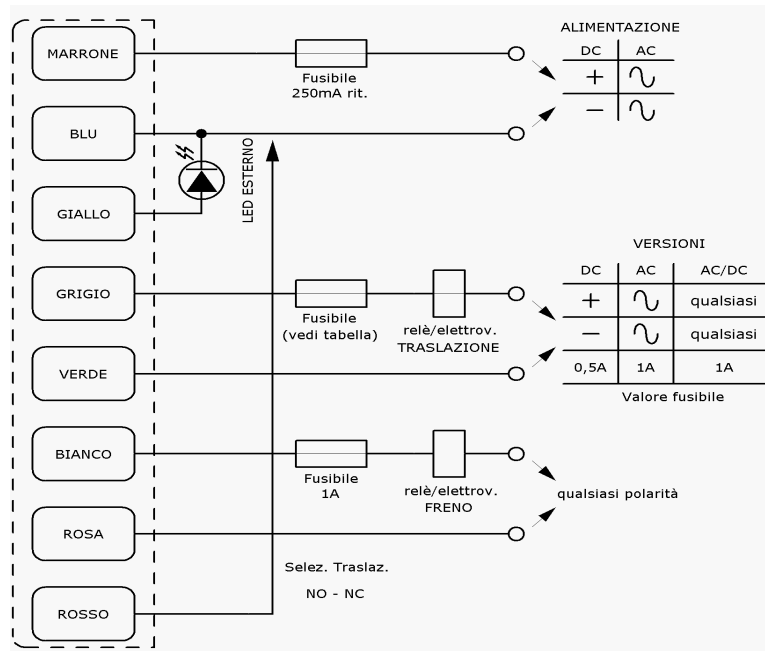 ALIMENTAZIONE
DC AC
MARRONE
Fusibile
250mA rit.
+
−
BLU
LED ESTERNO
GIALLO
VERSIONI
DC AC AC/DC
GRIGIO
+ qualsiasi
Fusibile
(vedi tabella)
relè/elettrov.
TRASLAZIONE
− qualsiasi
VERDE
0,5A 1A 1A
Valore fusibile
BIANCO
Fusibile
1A
relè/elettrov.
FRENO
qualsiasi polarità
ROSA
Selez. Traslaz.
NO - NC
ROSSO